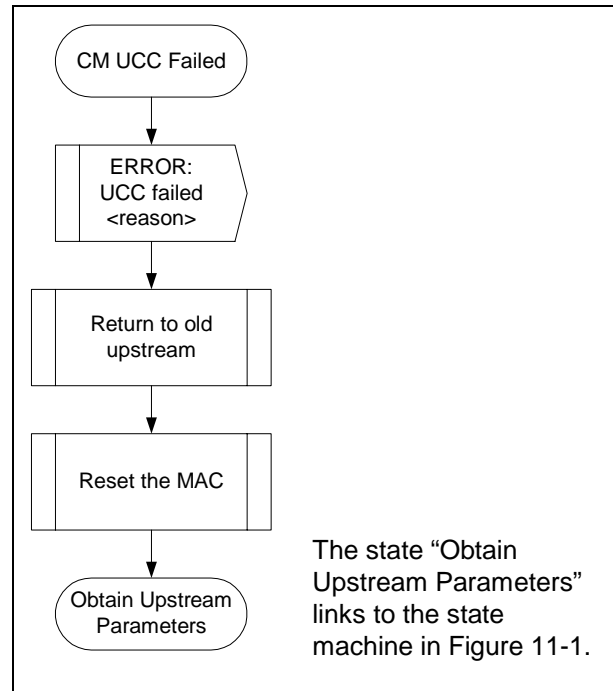 CM UCC Failed
ERROR:
UCC failed
<reason>
Return to old
upstream
Reset the MAC
Obtain Upstream
Parameters
The state “Obtain
Upstream Parameters”
links to the state
machine in Figure 11-1.